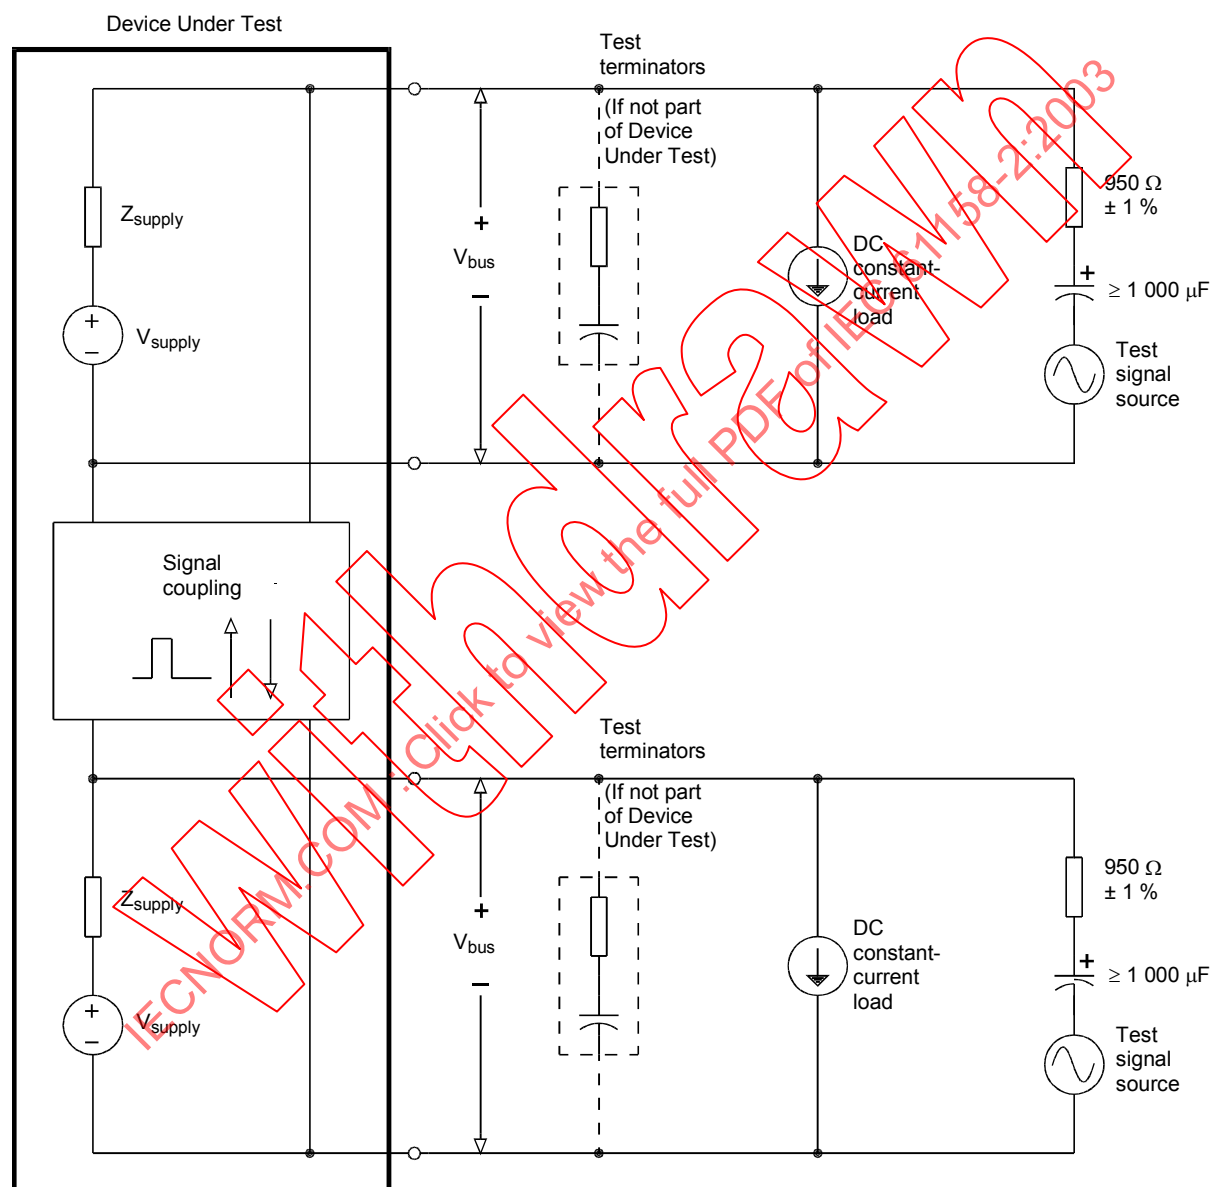 Device Under Test
Test
terminators
(If not part
of Device
Under Test)
Zsupply
Vsupply
+
–
+
Vbus
–
DC
constant-
current
load
950 Ω
± 1 %
+
≥ 1 000 μF
Test
signal
source
Signal
coupling
Test
terminators
(If not part
of Device
Under Test)
Zsupply
Vsupply
+
–
+
Vbus
–
DC
constant-
current
load
950 Ω
± 1 %
+
≥ 1 000 μF
Test
signal
source
IECNORM.COM : Click to view the full PDF of IEC 61158-2:2003
Withdrawn